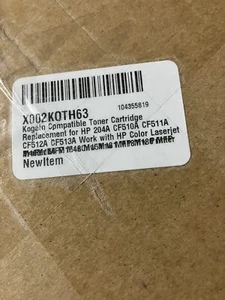 104355819
X002KOTH63
Kogain Compatible Toner Cartridge
Replacement for HP 204A CF510A CF511A
CF512A CF513A Work with HP Color Laserjet
NewItem